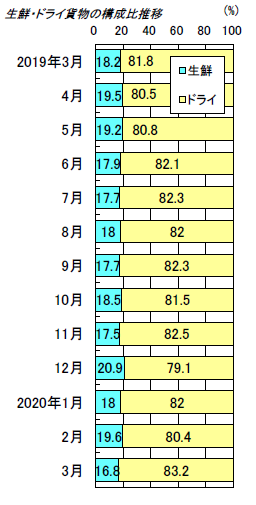 生鮮・ドライ貨物の構成比推移 (%)
0 20 40 60 80 100
2019年3月 18.2 81.8
4月 19.5 80.5
5月 19.2 80.8
6月 17.9 82.1
7月 17.7 82.3
8月 18 82
9月 17.7 82.3
10月 18.5 81.5
11月 17.5 82.5
12月 20.9 79.1
2020年1月 18 82
2月 19.6 80.4
3月 16.8 83.2
生鮮
ドライ